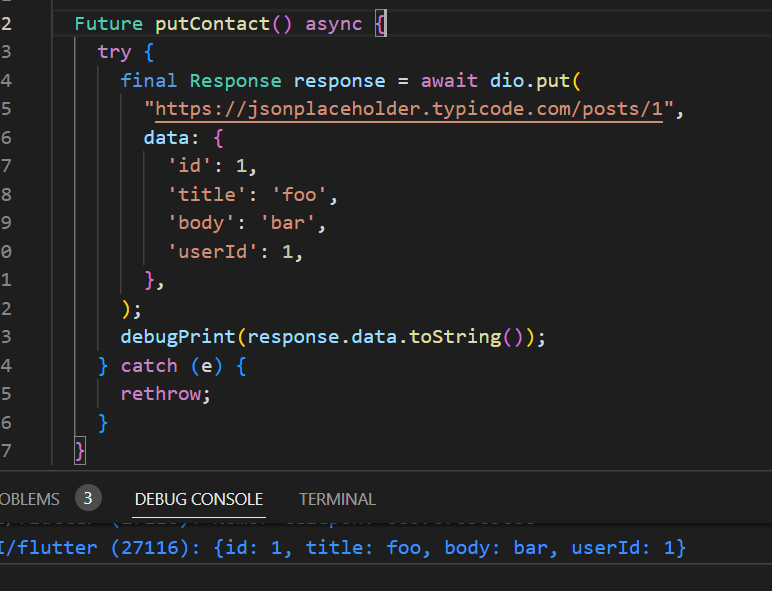 2 Future putContact() async {
3 try {
4 final Response response = await dio.put(
5 "https://jsonplaceholder.typicode.com/posts/1",
6 data: {
7 'id': 1,
8 'title': 'foo',
9 'body': 'bar',
0 'userId': 1,
1 },
2 );
3 debugPrint(response.data.toString());
4 } catch (e) {
5 rethrow;
6 }
7 }
OBLEMS 3 DEBUG CONSOLE TERMINAL
I/flutter (27116): {id: 1, title: foo, body: bar, userId: 1}